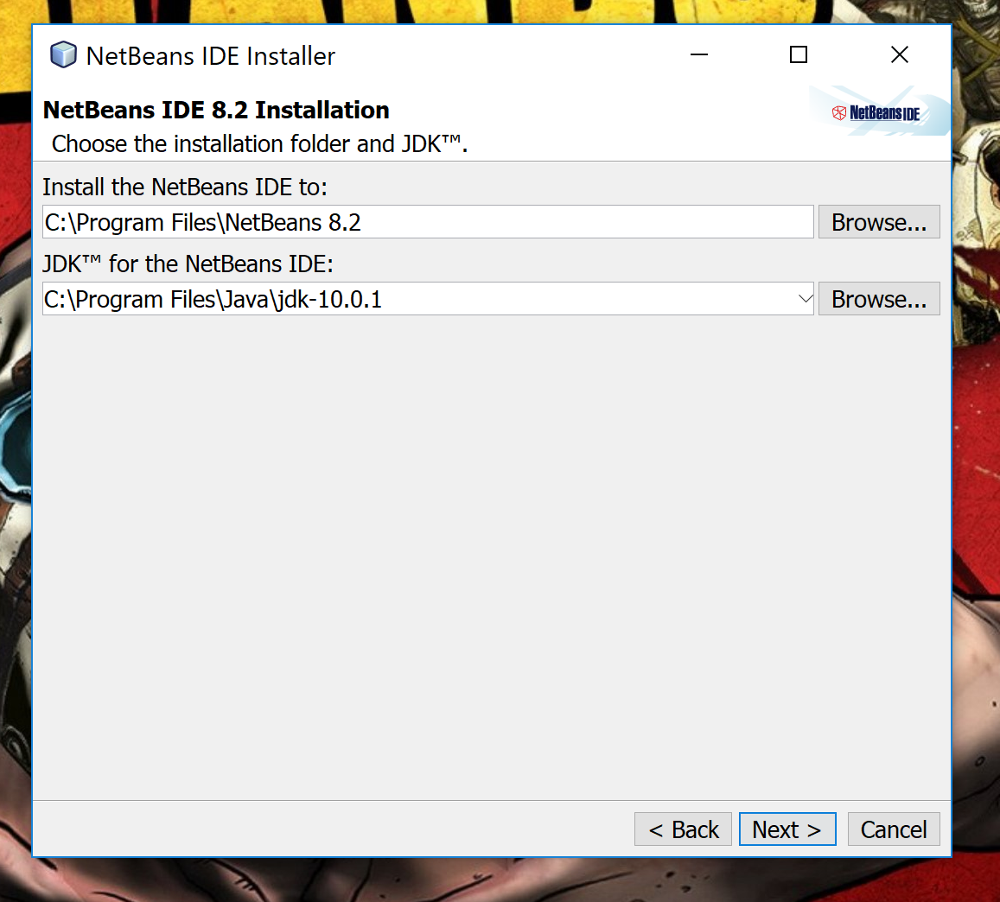 NetBeans IDE Installer
NetBeans IDE 8.2 Installation
NetBeans IDE
Choose the installation folder and JDK™.
Install the NetBeans IDE to:
C:\Program Files\NetBeans 8.2
Browse...
JDK™ for the NetBeans IDE:
C:\Program Files\Java\jdk-10.0.1
Browse...
< Back
Next >
Cancel